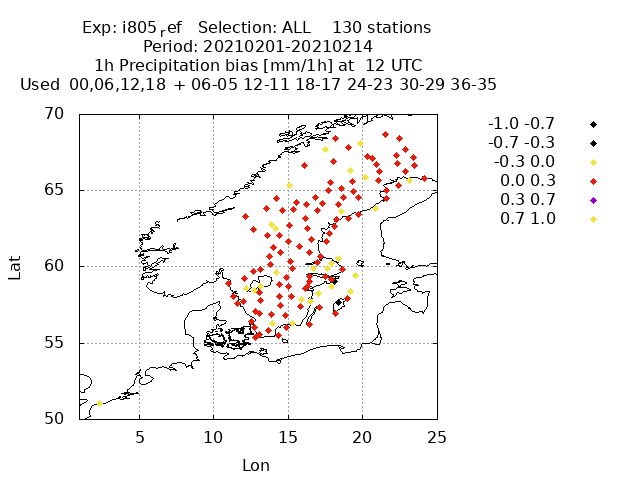 Exp: i805ref Selection: ALL 130 stations
Period: 20210201-20210214
1h Precipitation bias [mm/1h] at 12 UTC
Used 00,06,12,18 + 06-05 12-11 18-17 24-23 30-29 36-35
-1.0 -0.7
-0.7 -0.3
-0.3 0.0
0.0 0.3
0.3 0.7
0.7 1.0
70
65
60
55
50
Lat
5 10 15 20 25
Lon